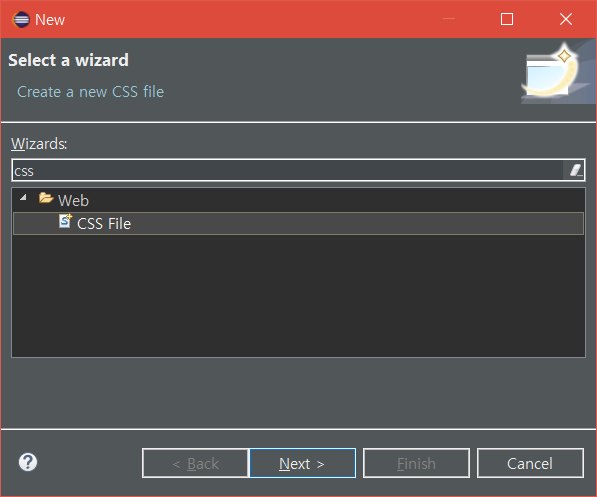 New
Select a wizard
Create a new CSS file
Wizards:
css
Web
CSS File
?
< Back
Next >
Finish
Cancel